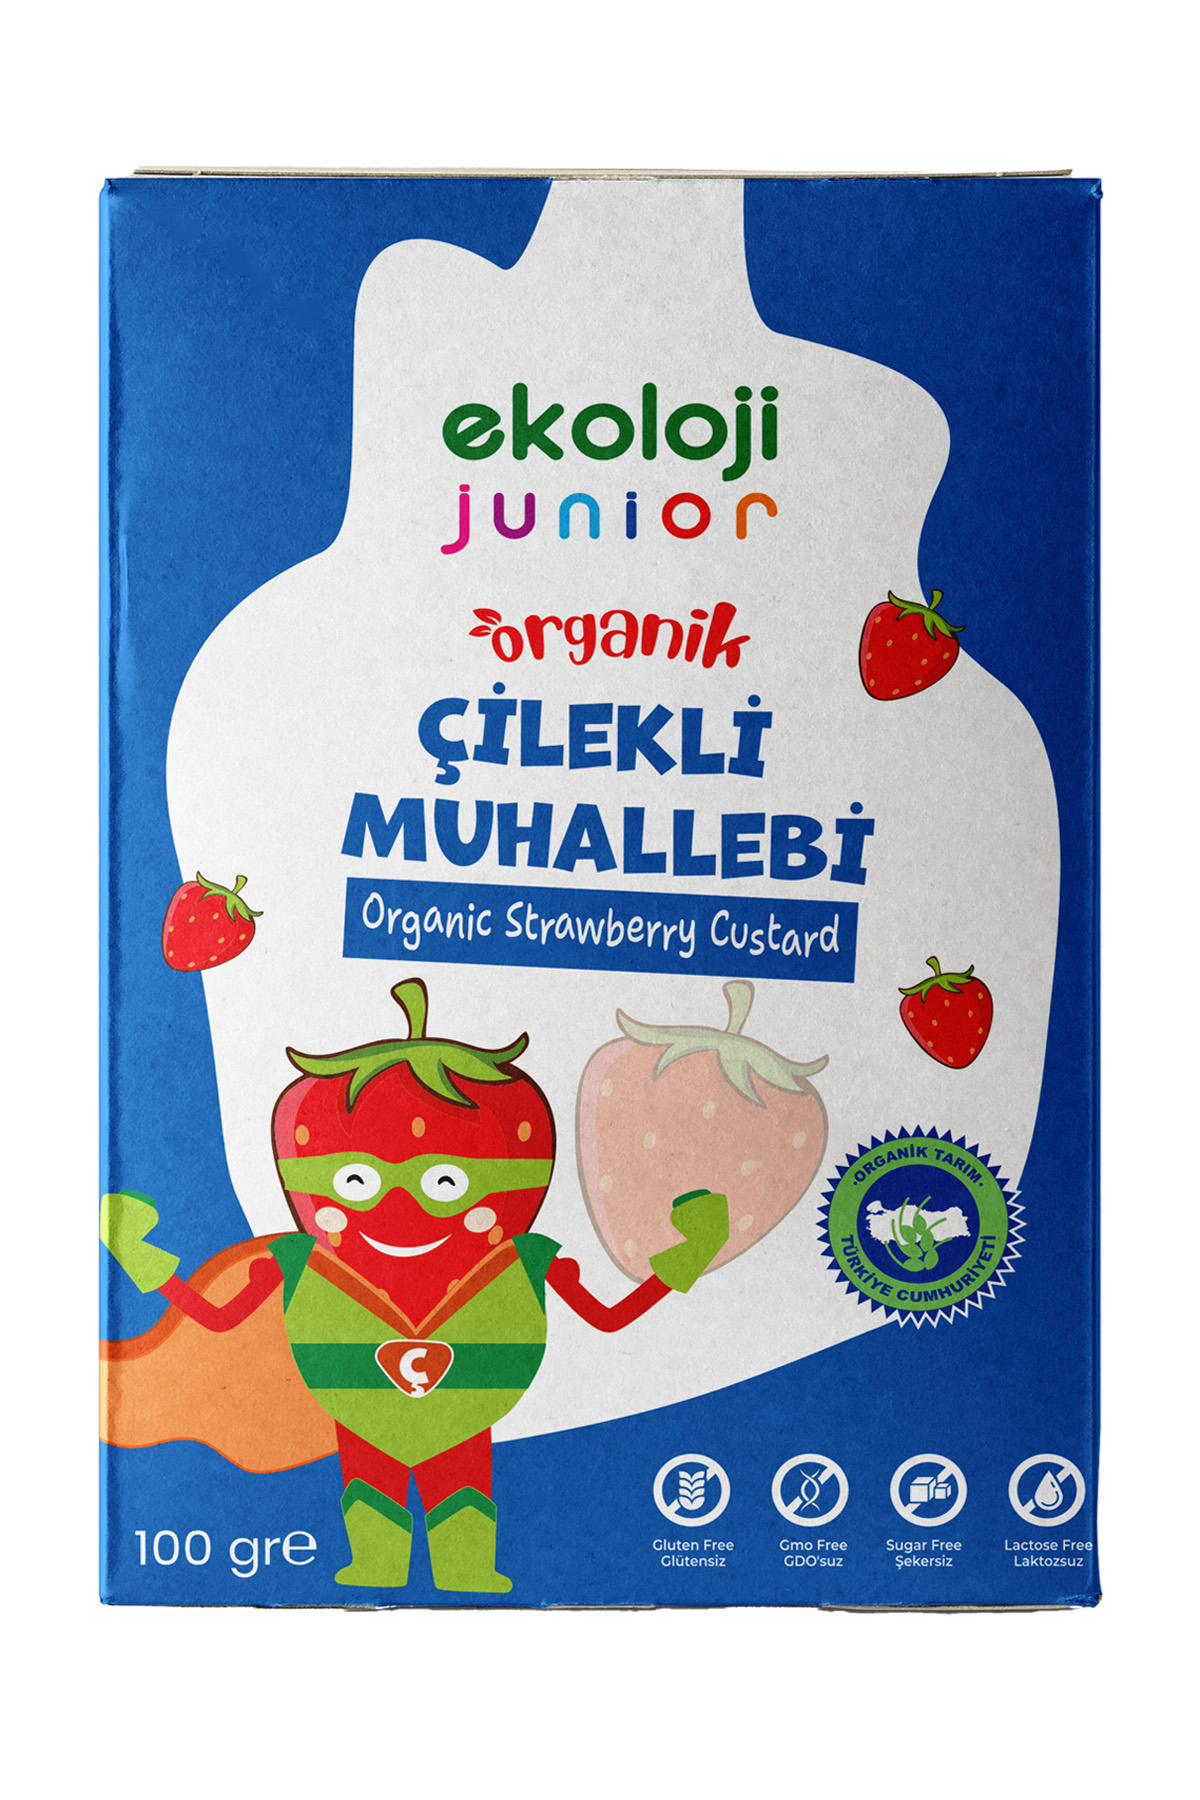 ekoloji
junior
organik
ÇİLEKLİ
MUHALLEBİ
Organic Strawberry Custard
·ORGANİK TARIM·
TÜRKİYE CUMHURİYETİ
Ç
Gluten Free
Glütensiz
Gmo Free
GDO'suz
Sugar Free
Şekersiz
Lactose Free
Laktozsuz
100 gr℮